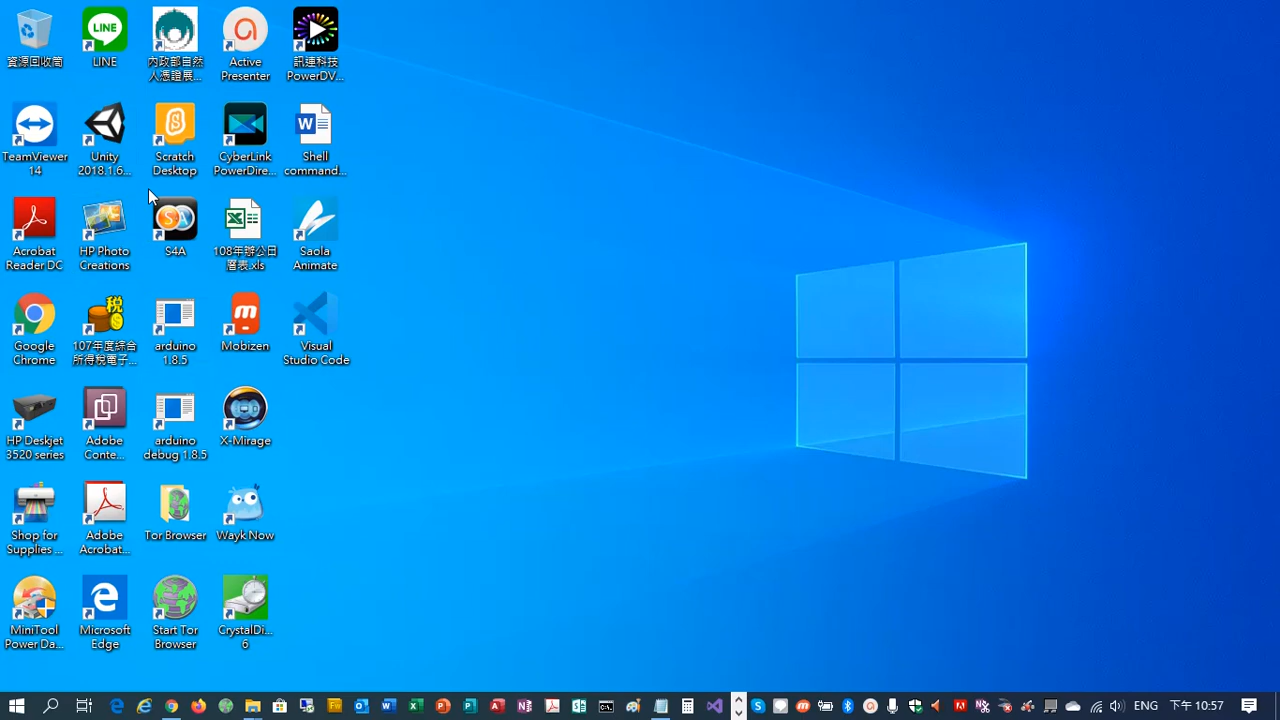 資源回收筒
LINE
LINE
內政部自然
人憑證展...
Active
Presenter
訊連科技
PowerDV...
TeamViewer
14
Unity
2018.1.6...
Scratch
Desktop
CyberLink
PowerDire...
W
Shell
command...
Acrobat
Reader DC
HP Photo
Creations
S A
S4A
X
108年辦公日
曆表.xls
Saola
Animate
Google
Chrome
稅
107年度綜合
所得稅電子...
arduino
1.8.5
m
Mobizen
Visual
Studio Code
HP Deskjet
3520 series
Adobe
Conte...
arduino
debug 1.8.5
X-Mirage
Shop for
Supplies ...
Adobe
Acrobat...
Tor Browser
Wayk Now
MiniTool
Power Da...
Microsoft
Edge
Start Tor
Browser
CrystalDi...
6
ENG
下午 10:57